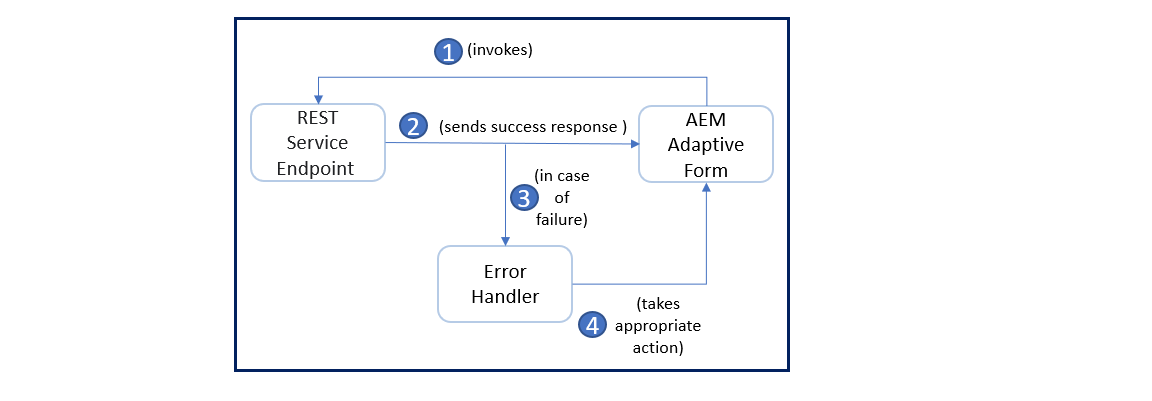 1 (invokes)
REST
Service
Endpoint
2 (sends success response )
AEM
Adaptive
Form
3
(in case
of
failure)
Error
Handler
4
(takes
appropriate
action)